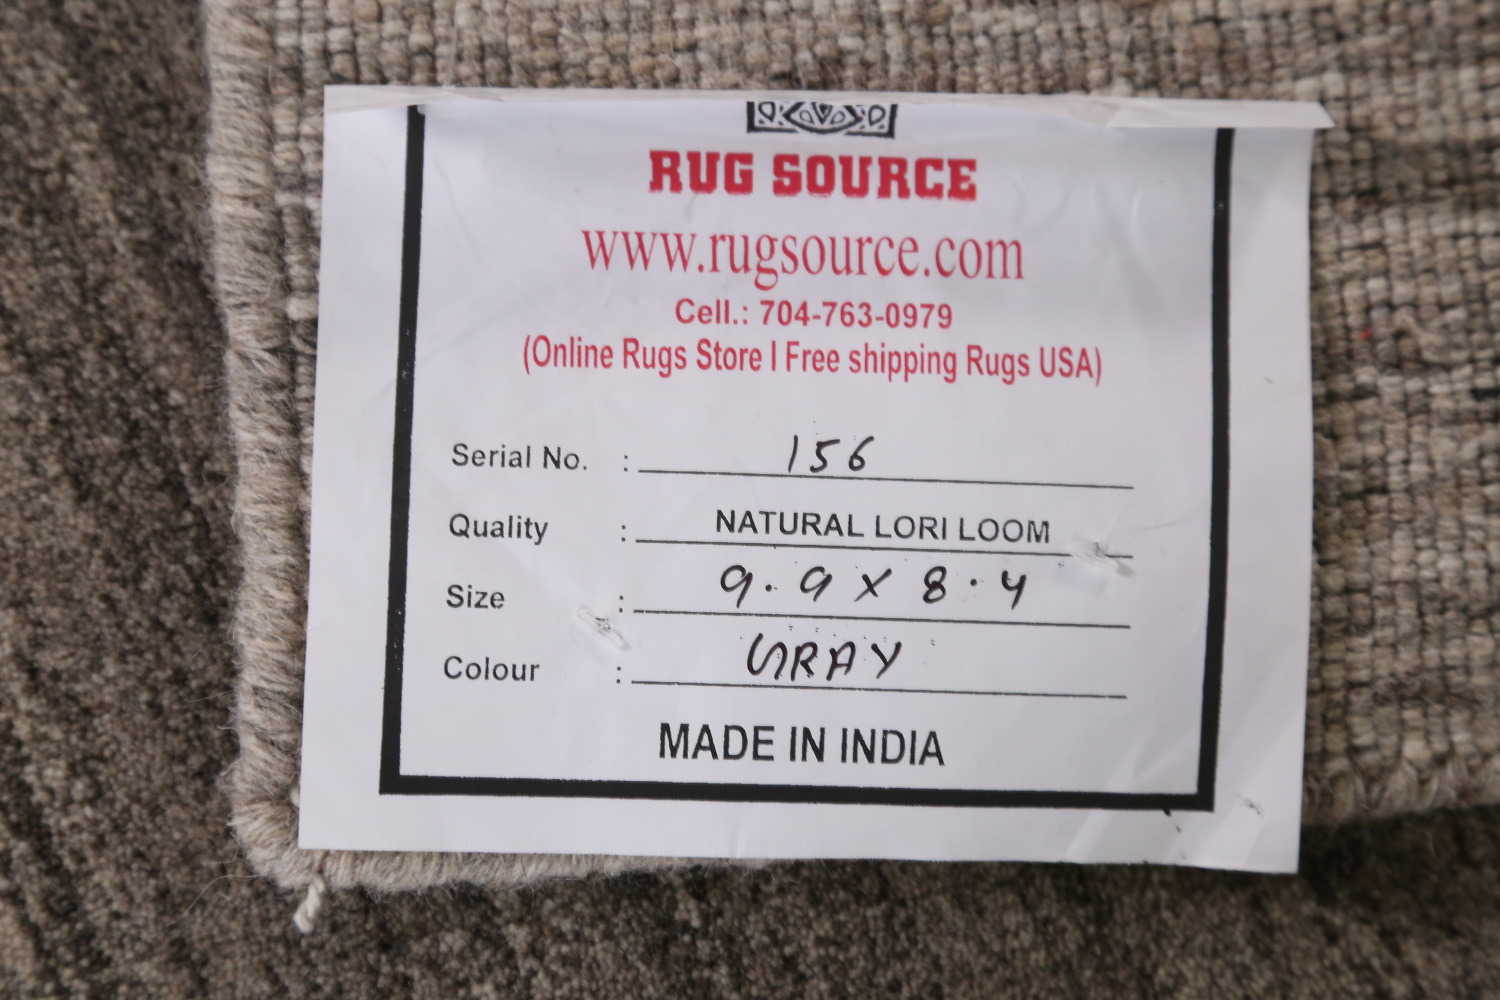 RUG SOURCE
www.rugsource.com
Cell.: 704-763-0979
(Online Rugs Store I Free shipping Rugs USA)
Serial No. : 156
Quality : NATURAL LORI LOOM
Size : 9.9 X 8.4
Colour : GRAY
MADE IN INDIA